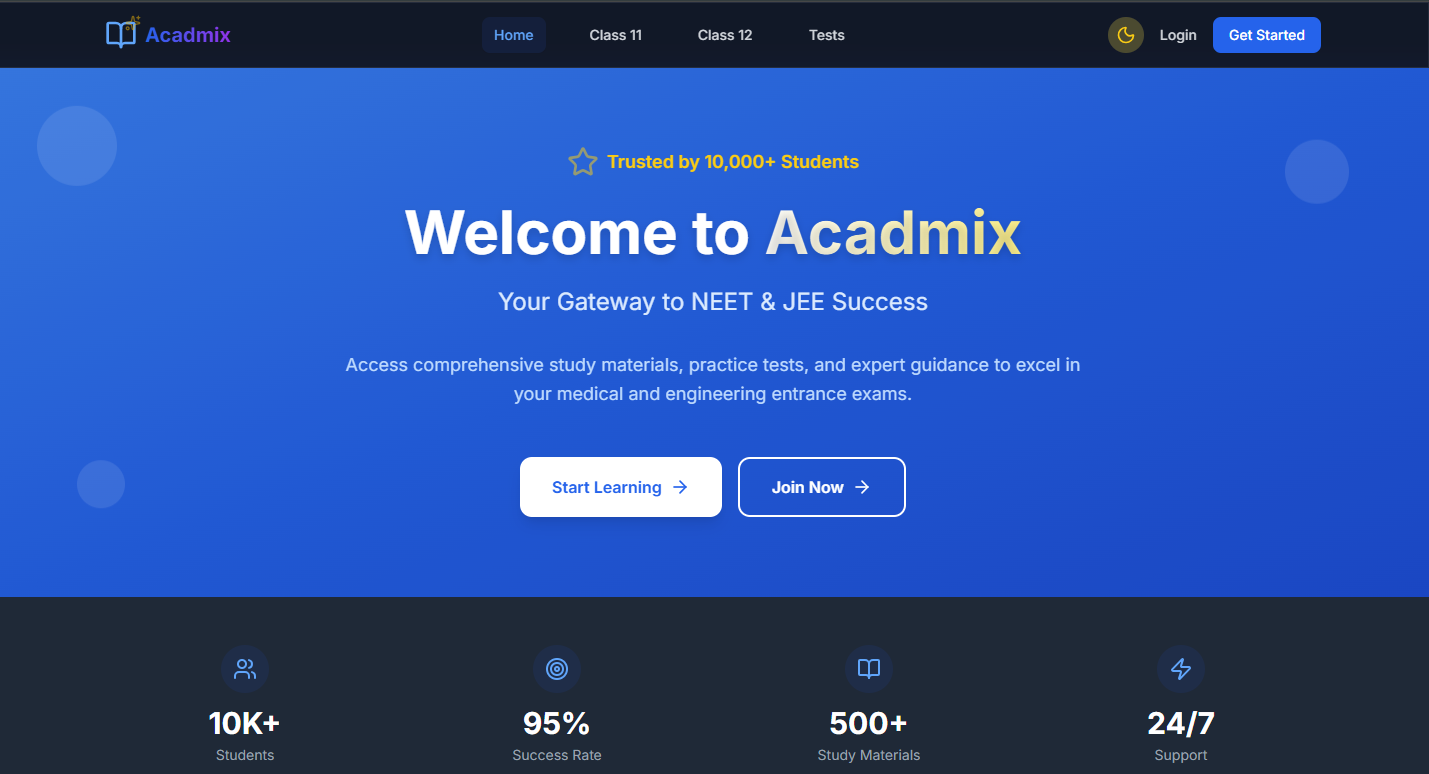 Acadmix
Home
Class 11
Class 12
Tests
Login
Get Started
Trusted by 10,000+ Students
Welcome to Acadmix
Your Gateway to NEET & JEE Success
Access comprehensive study materials, practice tests, and expert guidance to excel in
your medical and engineering entrance exams.
Start Learning
Join Now
10K+
Students
95%
Success Rate
500+
Study Materials
24/7
Support